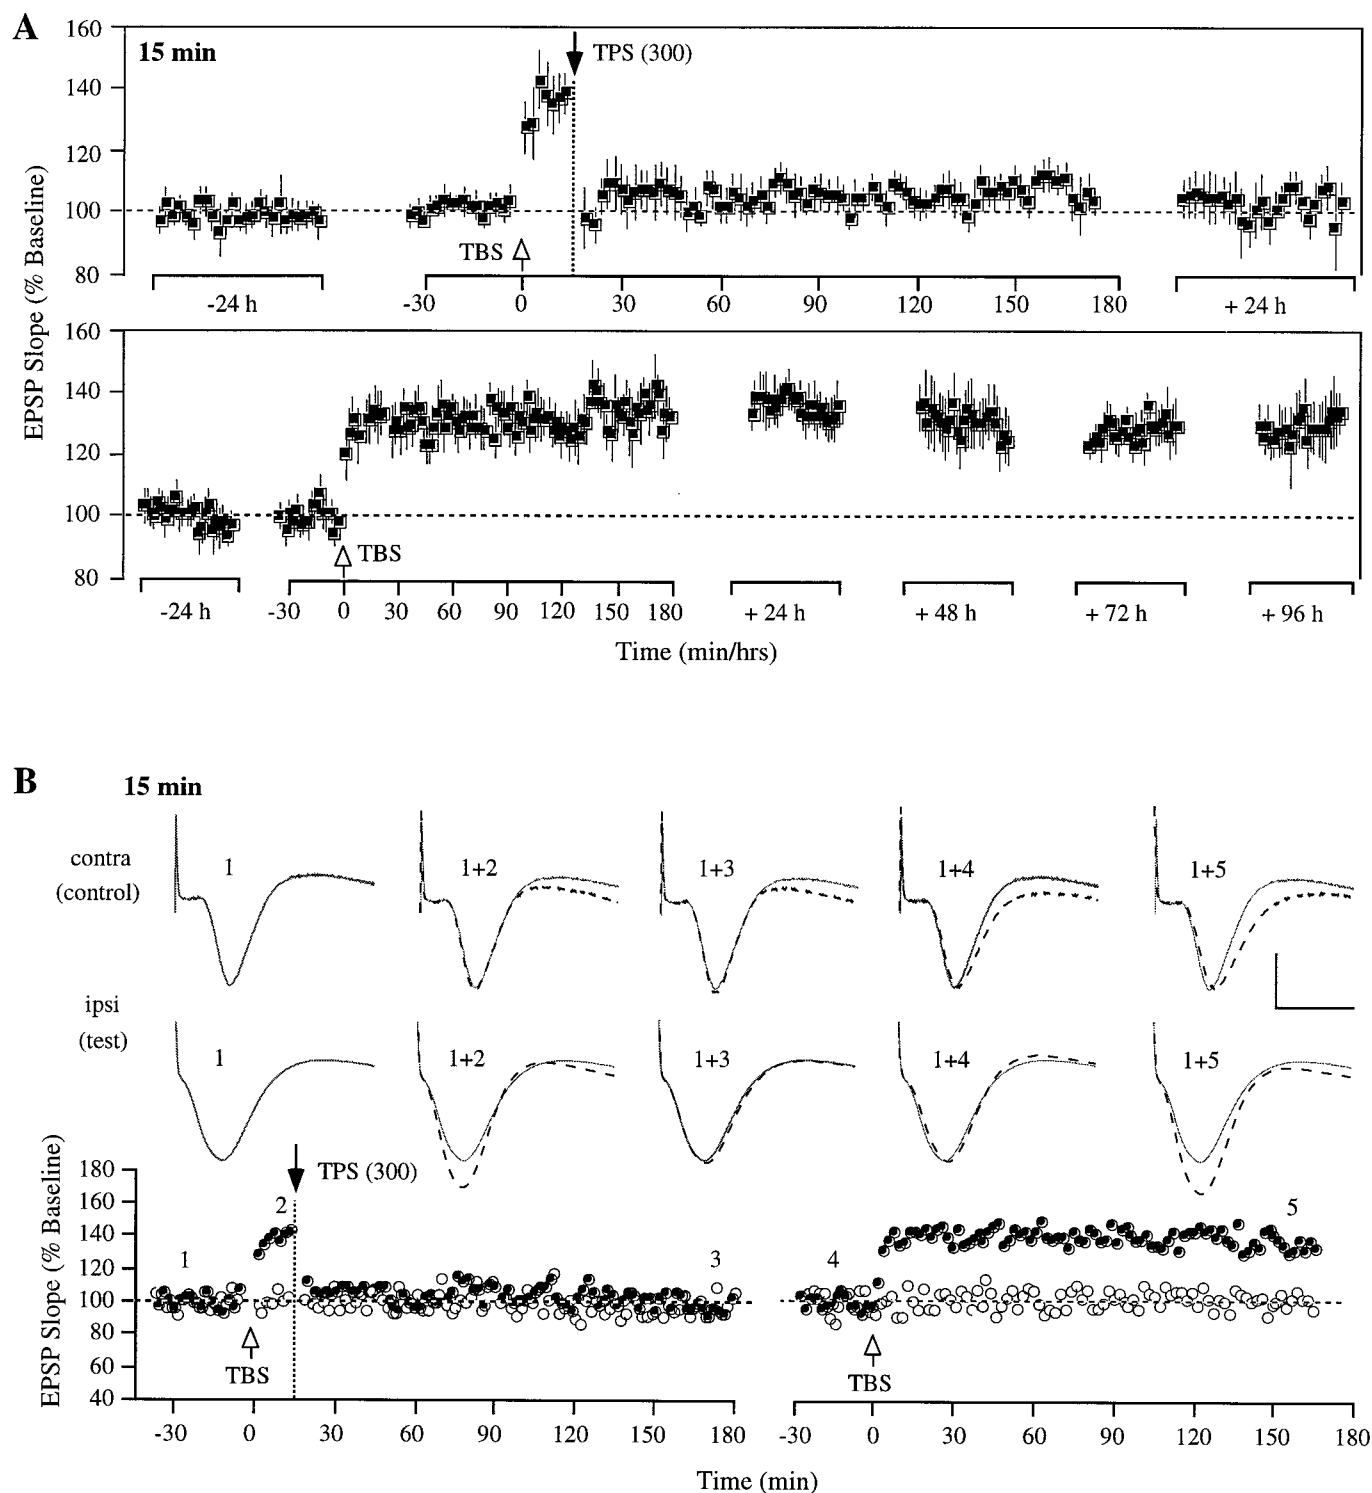 A
15 min
TPS (300)
EPSP Slope (% Baseline)
160
140
120
100
80
TBS
-24 h
-30 0 30 60 90 120 150 180
+ 24 h
160
140
120
100
80
TBS
-24 h
-30 0 30 60 90 120 150 180
+ 24 h
+ 48 h
+ 72 h
+ 96 h
Time (min/hrs)
B
15 min
contra
(control)
1 1+2 1+3 1+4 1+5
ipsi
(test)
1 1+2 1+3 1+4 1+5
EPSP Slope (% Baseline)
180
160
140
120
100
80
60
40
TPS (300)
1 2 3 4 5
TBS
TBS
-30 0 30 60 90 120 150 180
-30 0 30 60 90 120 150 180
Time (min)